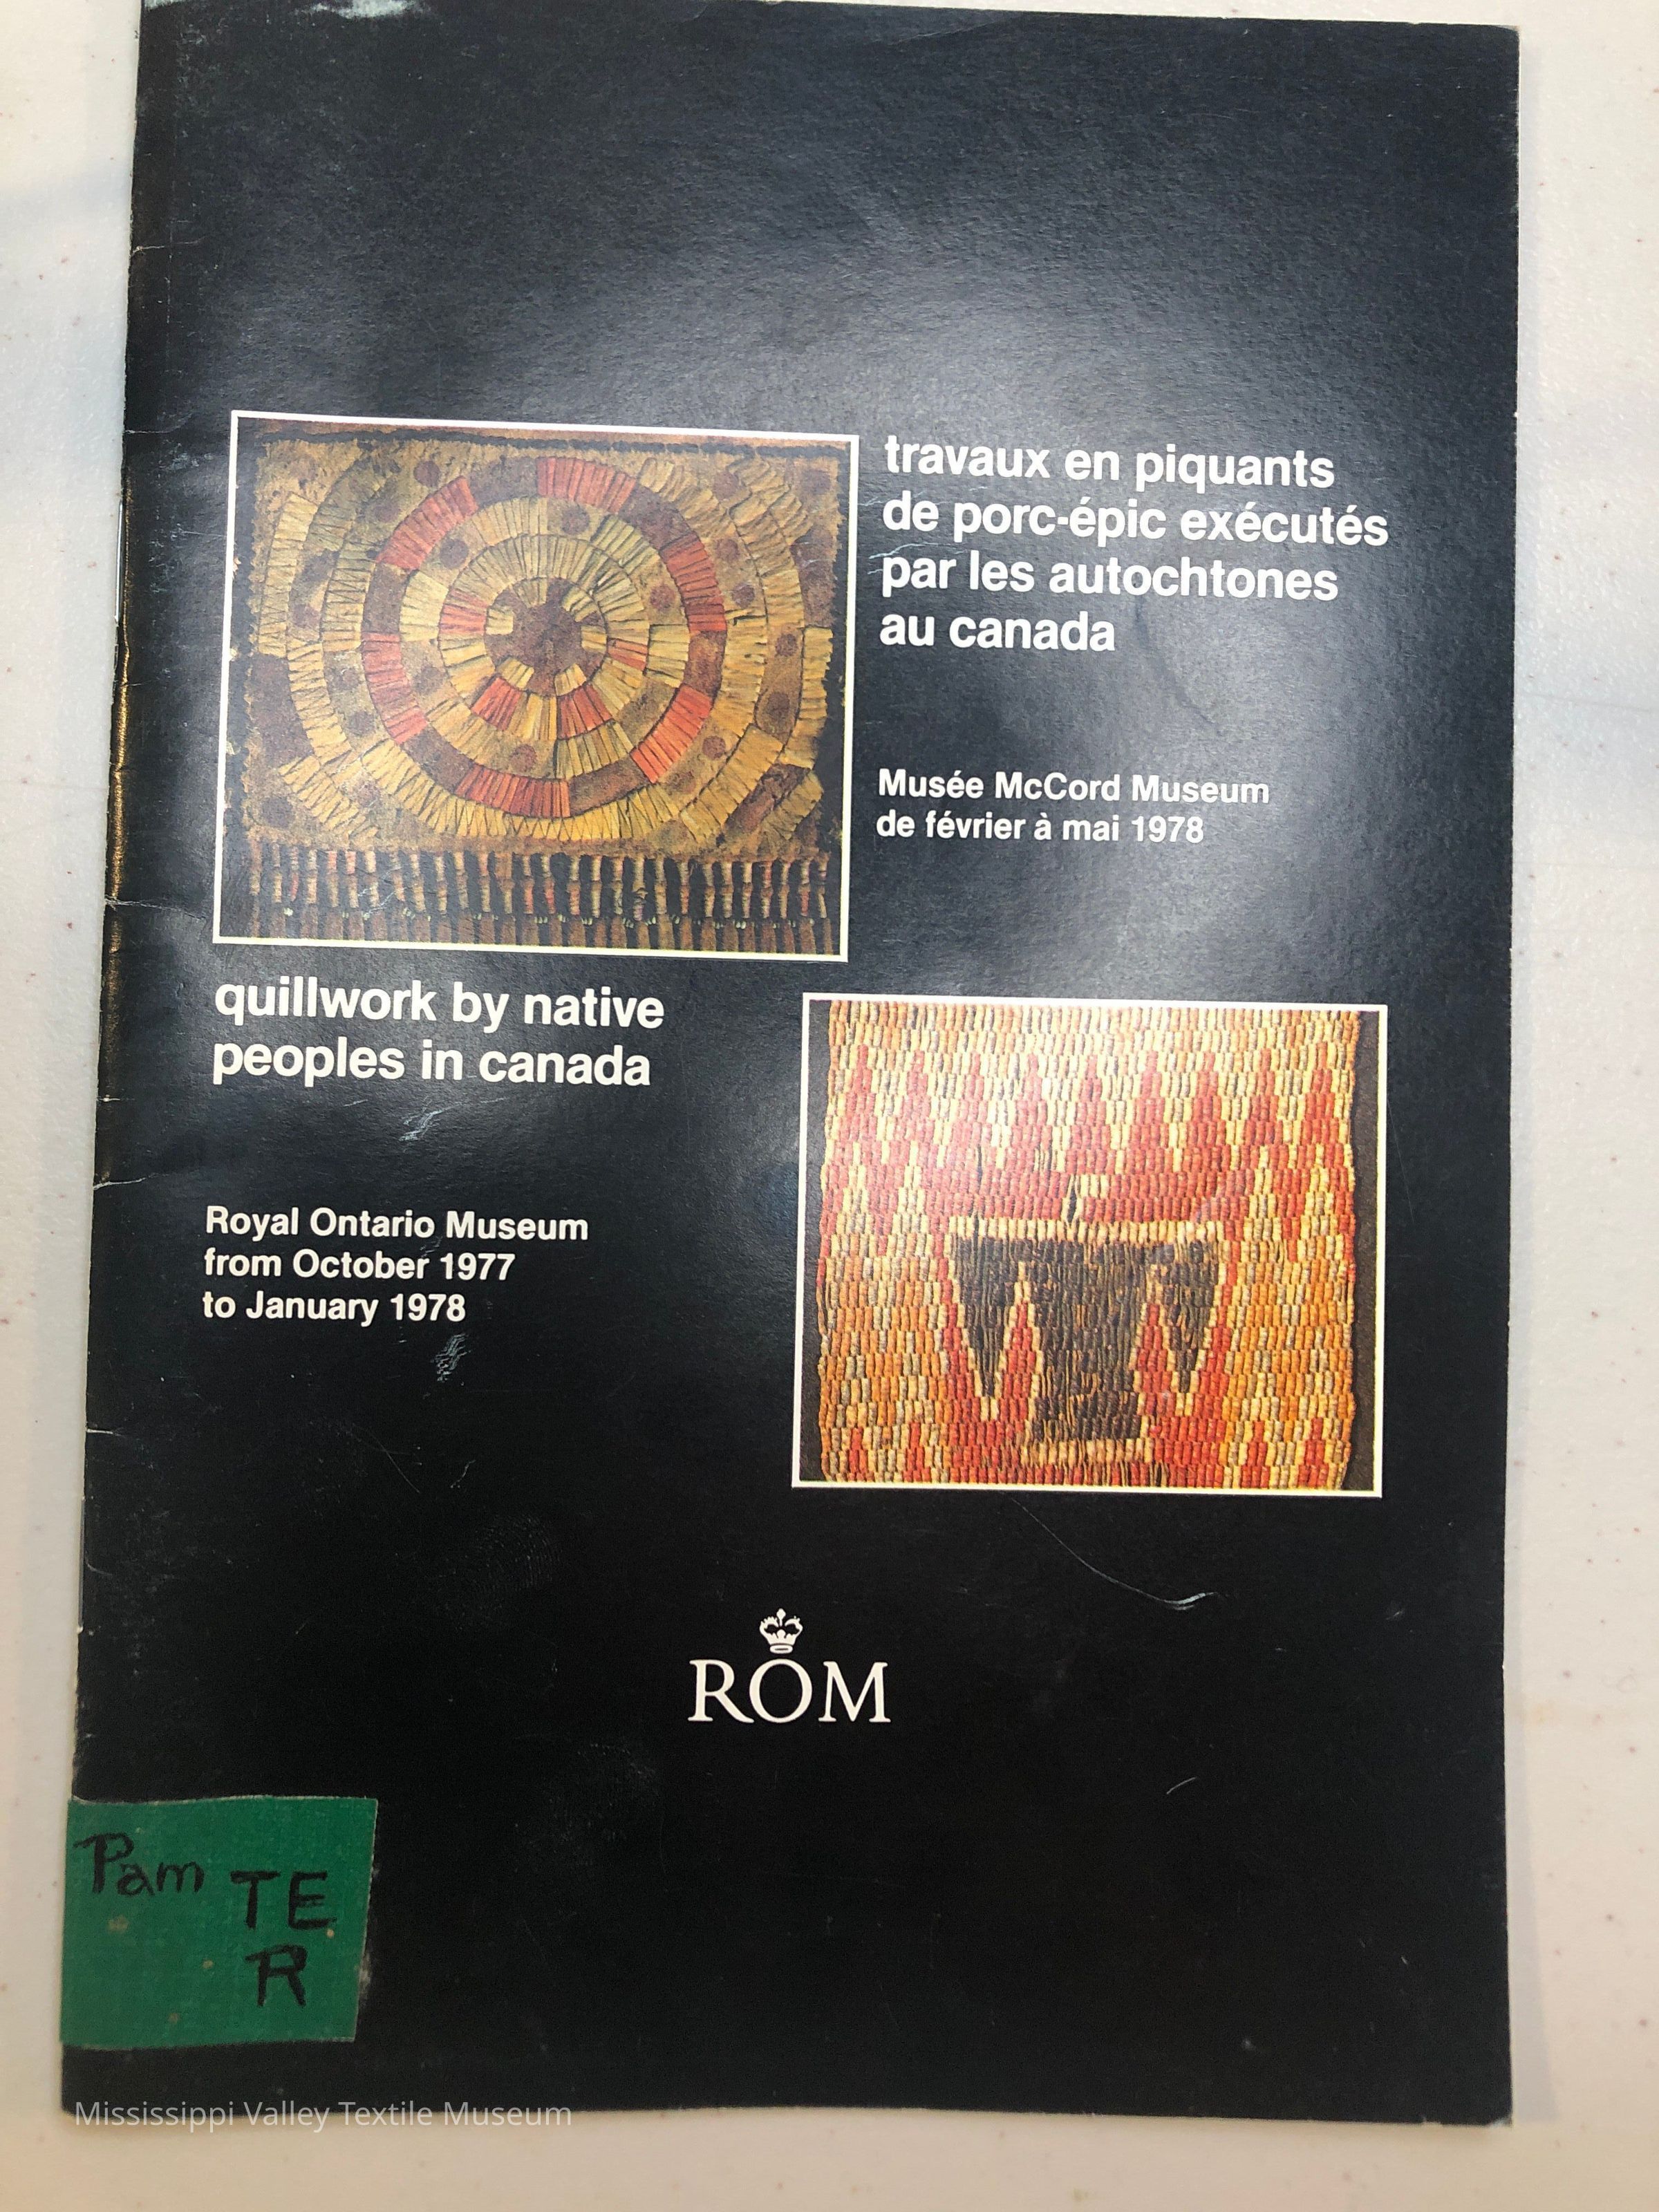 travaux en piquants
de porc-épic exécutés
par les autochtones
au canada
Musée McCord Museum
de février à mai 1978
quillwork by native
peoples in canada
Royal Ontario Museum
from October 1977
to January 1978
ROM
Pam TE
R
Mississippi Valley Textile Museum